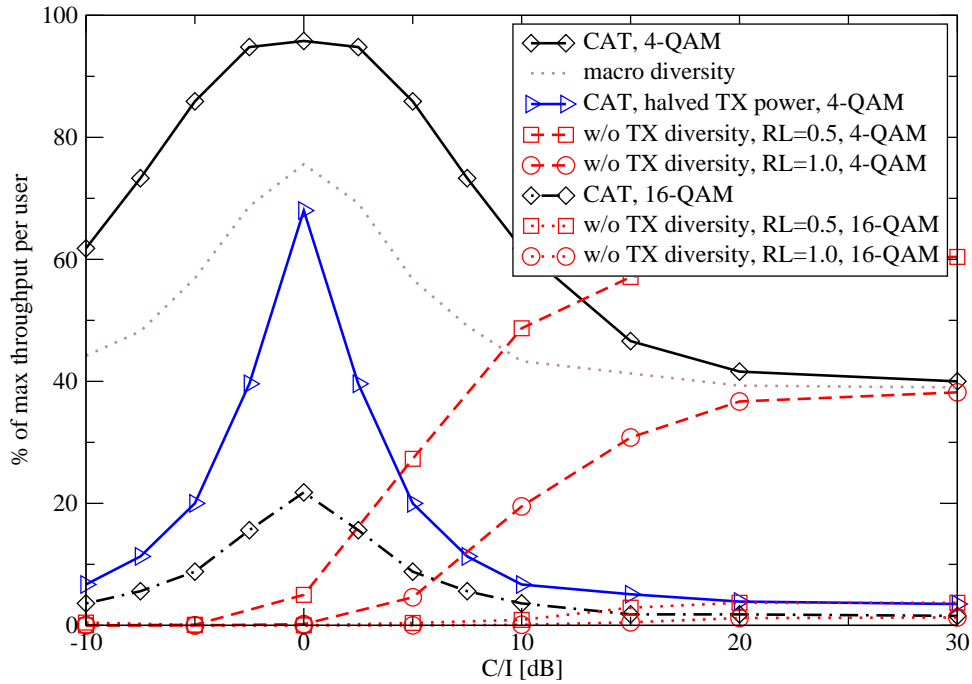 100
80
60
40
20
0
% of max throughput per user
CAT, 4-QAM
macro diversity
CAT, halved TX power, 4-QAM
w/o TX diversity, RL=0.5, 4-QAM
w/o TX diversity, RL=1.0, 4-QAM
CAT, 16-QAM
w/o TX diversity, RL=0.5, 16-QAM
w/o TX diversity, RL=1.0, 16-QAM
-10 0 10 20 30
C/I [dB]